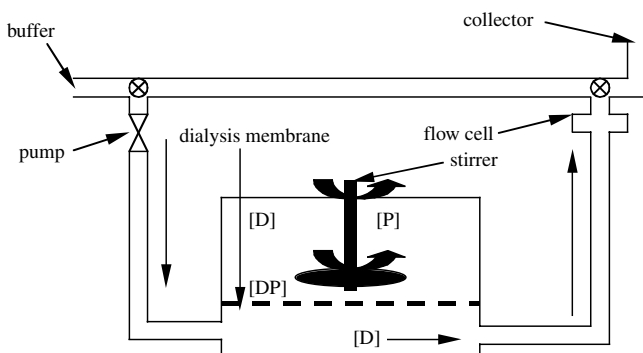 collector
buffer
dialysis membrane
flow cell
pump
stirrer
[D]
[P]
[DP]
[D]